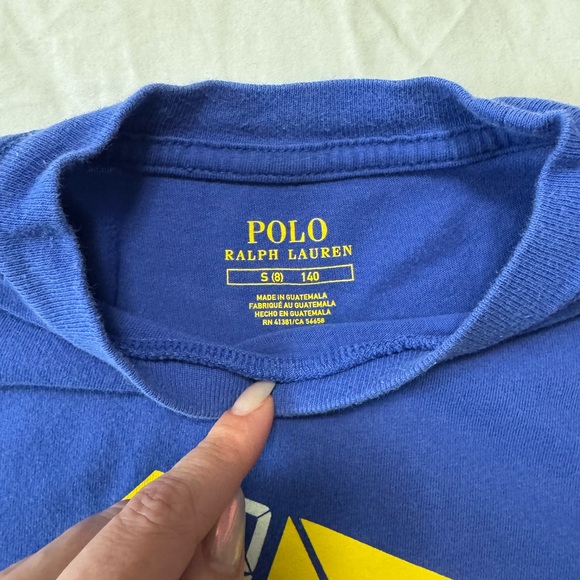 POLO
RALPH LAUREN
S (8) 140
MADE IN GUATEMALA
FABRIQUÉ AU GUATEMALA
HECHO EN GUATEMALA
RN 41381/CA 56658